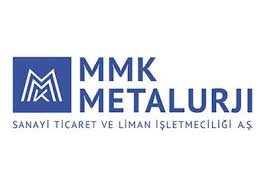 MMK
METALURJI
SANAYİ TİCARET VE LİMAN İŞLETMECİLİĞİ A.Ş.